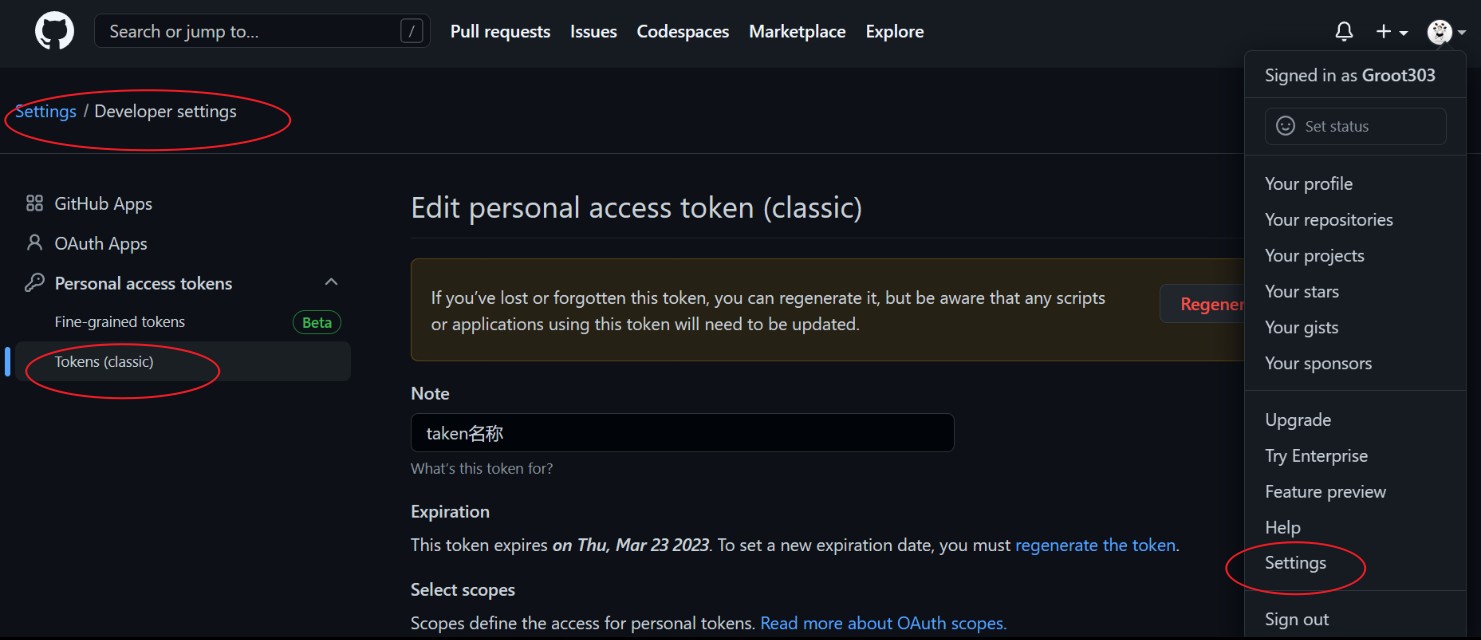 Search or jump to... /
Pull requests
Issues
Codespaces
Marketplace
Explore
Settings / Developer settings
GitHub Apps
OAuth Apps
Personal access tokens
Fine-grained tokens Beta
Tokens (classic)
Edit personal access token (classic)
If you've lost or forgotten this token, you can regenerate it, but be aware that any scripts
or applications using this token will need to be updated.
Regener
Note
taken名称
What's this token for?
Expiration
This token expires on Thu, Mar 23 2023. To set a new expiration date, you must regenerate the token.
Select scopes
Scopes define the access for personal tokens. Read more about OAuth scopes.
Signed in as Groot303
Set status
Your profile
Your repositories
Your projects
Your stars
Your gists
Your sponsors
Upgrade
Try Enterprise
Feature preview
Help
Settings
Sign out